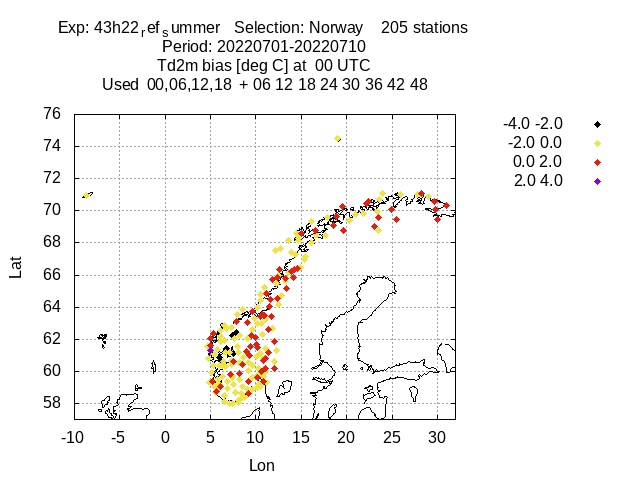 Exp: 43h22refsummer Selection: Norway 205 stations
Period: 20220701-20220710
Td2m bias [deg C] at 00 UTC
Used 00,06,12,18 + 06 12 18 24 30 36 42 48
-4.0 -2.0
-2.0 0.0
0.0 2.0
2.0 4.0
76
74
72
70
68
66
64
62
60
58
Lat
-10 -5 0 5 10 15 20 25 30
Lon